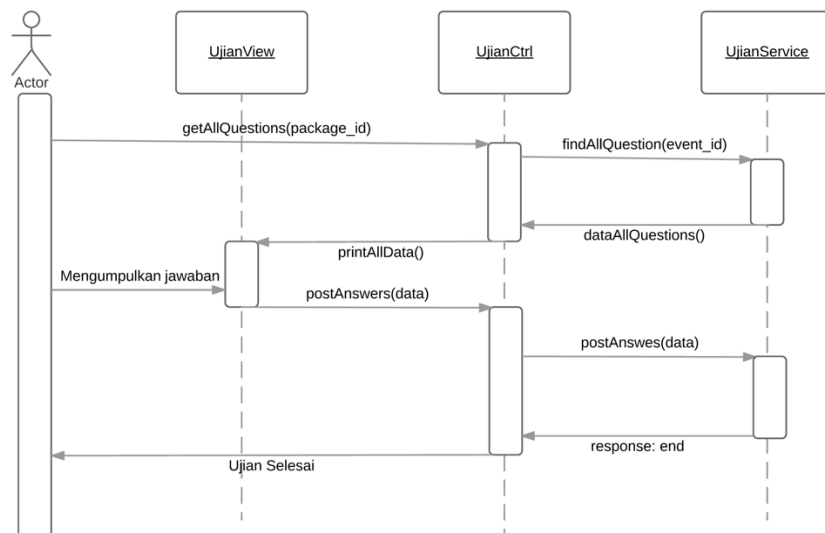 UjianView
UjianCtrl
UjianService
Actor
getAllQuestions(package_id)
findAllQuestion(event_id)
dataAllQuestions()
printAllData()
Mengumpulkan jawaban
postAnswers(data)
postAnswes(data)
response: end
Ujian Selesai